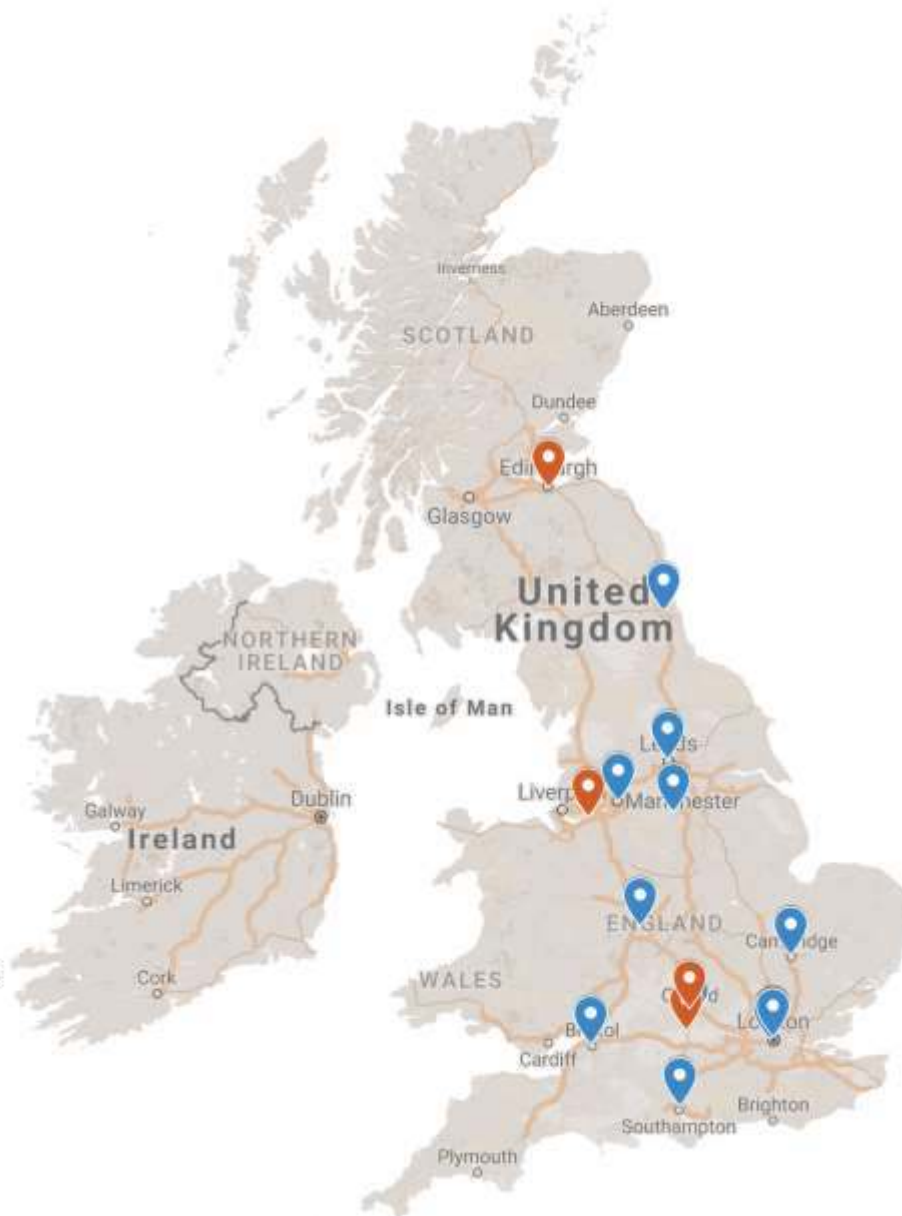 Inverness
Aberdeen
SCOTLAND
Dundee
Glasgow
United
Kingdom
NORTHERN
IRELAND
Isle of Man
Dublin
Galway
Ireland
Limerick
ENGLAND
Cork
WALES
Cardiff
Brighton
Southampton
Plymouth